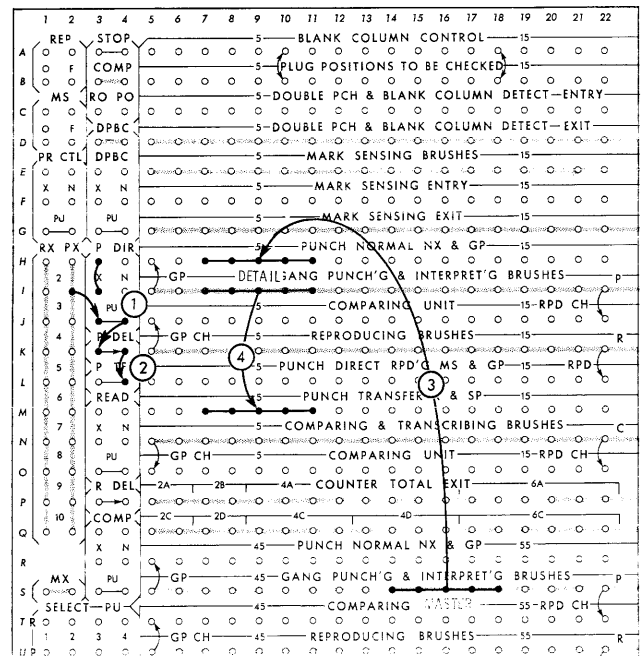 1 2 3 4 5 6 7 8 9 10 11 12 13 14 15 16 17 18 19 20 21 22
REP STOP 5 BLANK COLUMN CONTROL 15
A
F COMP 5 PLUG POSITIONS TO BE CHECKED 15
B
MS RO PO 5 DOUBLE PCH & BLANK COLUMN DETECT-ENTRY
C
F DPBC 5 DOUBLE PCH & BLANK COLUMN DETECT-EXIT
D
PR CTL DPBC 5 MARK SENSING BRUSHES 15
E
X N X N 5 MARK SENSING ENTRY 15
F
PU PU 5 MARK SENSING EXIT 15
G
RX PX P DIR 5 PUNCH NORMAL NX & GP 15
H
2 X N GP DETAIL GANG PUNCH'G & INTERPRET'G BRUSHES P
I
3 PU 1 5 COMPARING UNIT 15-RPD CH
J
4 P DEL GP CH 5 REPRODUCING BRUSHES 15 R
K
5 P TF 2 4 5 PUNCH DIRECT RPD'G MS & GP 15 RPD 3
L
6 READ 5 PUNCH TRANSFER & SP 15
M
7 X N 5 COMPARING & TRANSCRIBING BRUSHES C
N
8 PU GP CH 5 COMPARING UNIT 15-RPD CH
O
9 R DEL 2A 2B 4A COUNTER TOTAL EXIT 6A
P
10 COMP 2C 2D 4C 4D 6C
Q
X N 45 PUNCH NORMAL NX & GP 55
R
MX PU GP 45 GANG PUNCH'G & INTERPRET'G BRUSHES P
S
SELECT-PU 45 COMPARING MASTER 55-RPD CH
T R
1 2 3 4 GP CH 45 REPRODUCING BRUSHES 55 R
U P